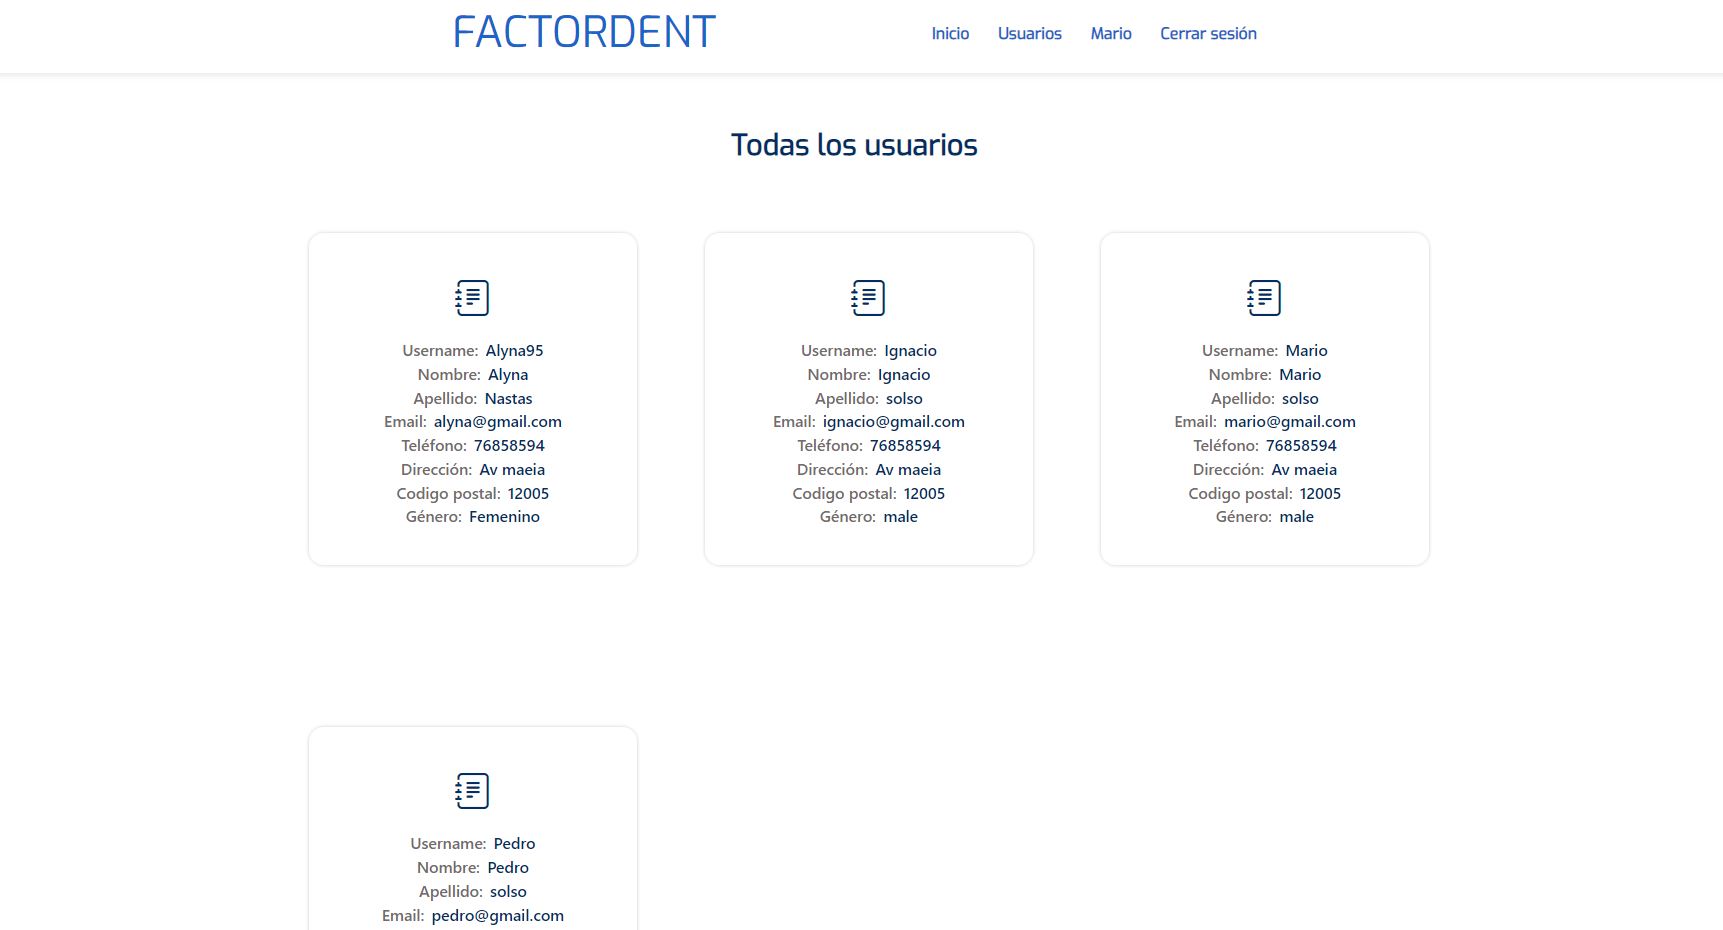 FACTORDENT
Inicio Usuarios Mario Cerrar sesión
Todas los usuarios
Username: Alyna95
Nombre: Alyna
Apellido: Nastas
Email: alyna@gmail.com
Teléfono: 76858594
Dirección: Av maeia
Codigo postal: 12005
Género: Femenino
Username: Ignacio
Nombre: Ignacio
Apellido: solso
Email: ignacio@gmail.com
Teléfono: 76858594
Dirección: Av maeia
Codigo postal: 12005
Género: male
Username: Mario
Nombre: Mario
Apellido: solso
Email: mario@gmail.com
Teléfono: 76858594
Dirección: Av maeia
Codigo postal: 12005
Género: male
Username: Pedro
Nombre: Pedro
Apellido: solso
Email: pedro@gmail.com